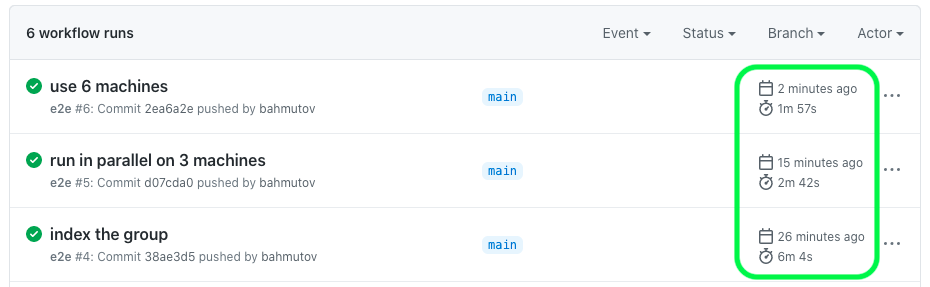 6 workflow runs Event Status Branch Actor
use 6 machines
e2e #6: Commit 2ea6a2e pushed by bahmutov
main
2 minutes ago
1m 57s
run in parallel on 3 machines
e2e #5: Commit d07cda0 pushed by bahmutov
main
15 minutes ago
2m 42s
index the group
e2e #4: Commit 38ae3d5 pushed by bahmutov
main
26 minutes ago
6m 4s